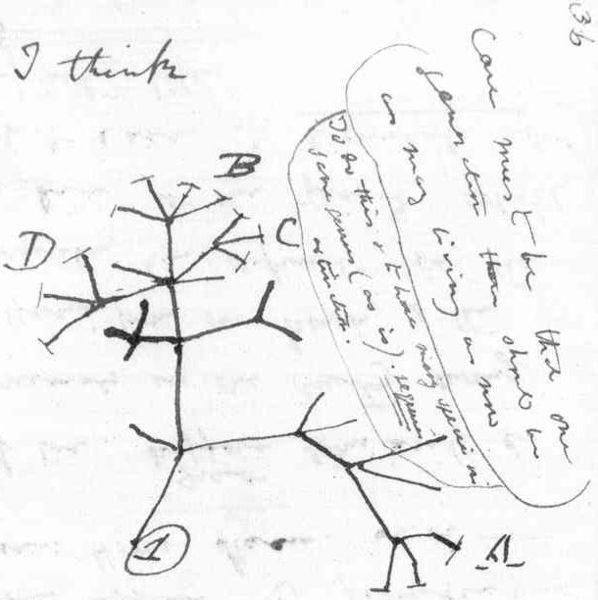 36
I think
Case must be that one
generation then should be
as many living as now
To do this & to have many species in
same genus (as is). requires
extinction.
B
C
D
A
1